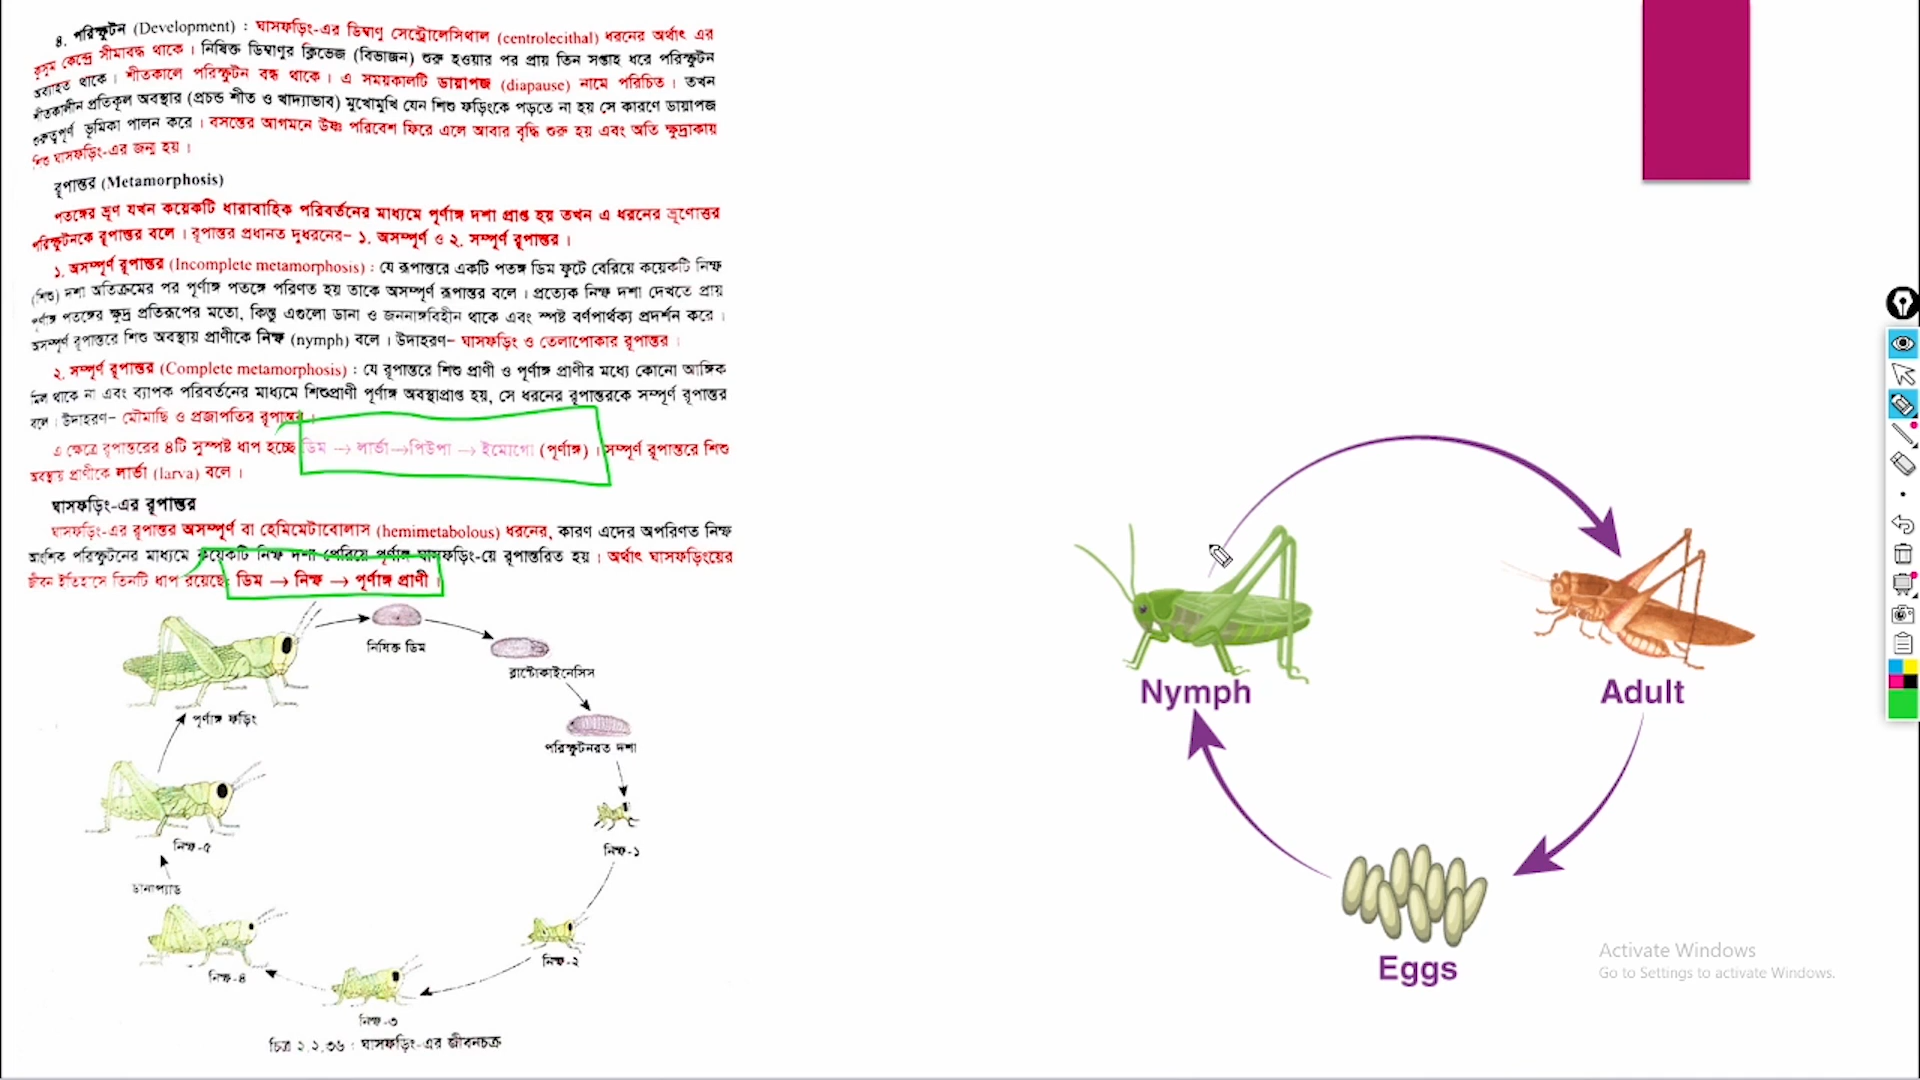 ৪. পরিস্ফুটন (Development) : ঘাসফড়িং-এর ডিম্বাণু সেন্ট্রোলেসিথাল (centrolecithal) ধরনের অর্থাৎ এর
কুসুম কেন্দ্রে সীমাবদ্ধ থাকে। নিষিক্ত ডিম্বাণুর ক্লিভেজ (বিভাজন) শুরু হওয়ার পর প্রায় তিন সপ্তাহ ধরে পরিস্ফুটন
অব্যাহত থাকে। শীতকালে পরিস্ফুটন বন্ধ থাকে। এ সময়কালটি ডায়াপজ (diapause) নামে পরিচিত। তখন
শীতকালীন প্রতিকূল অবস্থার (প্রচন্ড শীত ও খাদ্যাভাব) মুখোমুখি যেন শিশু ফড়িংকে পড়তে না হয় সে কারণে ডায়াপজ
গুরুত্বপূর্ণ ভূমিকা পালন করে। বসন্তের আগমনে উষ্ণ পরিবেশ ফিরে এলে আবার বৃদ্ধি শুরু হয় এবং অতি ক্ষুদ্রাকায়
শিশু ঘাসফড়িং-এর জন্ম হয়।
রূপান্তর (Metamorphosis)
পতঙ্গের ভ্রূণ যখন কয়েকটি ধারাবাহিক পরিবর্তনের মাধ্যমে পূর্ণাঙ্গ দশা প্রাপ্ত হয় তখন এ ধরনের ভ্রূণোত্তর
পরিস্ফুটনকে রূপান্তর বলে। রূপান্তর প্রধানত দুধরনের– ১. অসম্পূর্ণ ও ২. সম্পূর্ণ রূপান্তর।
১. অসম্পূর্ণ রূপান্তর (Incomplete metamorphosis) : যে রূপান্তরে একটি পতঙ্গ ডিম ফুটে বেরিয়ে কয়েকটি নিম্ফ
(শিশু) দশা অতিক্রমের পর পূর্ণাঙ্গ পতঙ্গে পরিণত হয় তাকে অসম্পূর্ণ রূপান্তর বলে। প্রত্যেক নিম্ফ দশা দেখতে প্রায়
পূর্ণাঙ্গ পতঙ্গের ক্ষুদ্র প্রতিরূপের মতো, কিন্তু এগুলো ডানা ও জননাঙ্গবিহীন থাকে এবং স্পষ্ট বর্ণপার্থক্য প্রদর্শন করে।
অসম্পূর্ণ রূপান্তরে শিশু অবস্থায় প্রাণীকে নিম্ফ (nymph) বলে। উদাহরণ– ঘাসফড়িং ও তেলাপোকার রূপান্তর।
২. সম্পূর্ণ রূপান্তর (Complete metamorphosis) : যে রূপান্তরে শিশু প্রাণী ও পূর্ণাঙ্গ প্রাণীর মধ্যে কোনো আঙ্গিক
মিল থাকে না এবং ব্যাপক পরিবর্তনের মাধ্যমে শিশুপ্রাণী পূর্ণাঙ্গ অবস্থাপ্রাপ্ত হয়, সে ধরনের রূপান্তরকে সম্পূর্ণ রূপান্তর
বলে। উদাহরণ– মৌমাছি ও প্রজাপতির রূপান্তর।
এ ক্ষেত্রে রূপান্তরের ৪টি সুস্পষ্ট ধাপ হচ্ছে ডিম → লার্ভা→পিউপা → ইমোগো (পূর্ণাঙ্গ)। সম্পূর্ণ রূপান্তরে শিশু
অবস্থায় প্রাণীকে লার্ভা (larva) বলে।
ঘাসফড়িং-এর রূপান্তর
ঘাসফড়িং-এর রূপান্তর অসম্পূর্ণ বা হেমিমেটাবোলাস (hemimetabolous) ধরনের, কারণ এদের অপরিণত নিম্ফ
আংশিক পরিস্ফুটনের মাধ্যমে কয়েকটি নিম্ফ দশা পেরিয়ে পূর্ণাঙ্গ ঘাসফড়িং-য়ে রূপান্তরিত হয়। অর্থাৎ ঘাসফড়িংয়ের
জীবন ইতিহাসে তিনটি ধাপ রয়েছে: ডিম → নিম্ফ → পূর্ণাঙ্গ প্রাণী।
নিষিক্ত ডিম
ব্লাস্টোকাইনেসিস
পরিস্ফুটনরত দশা
নিম্ফ-১
নিম্ফ-২
নিম্ফ-৩
নিম্ফ-৪
ডানাপ্যাড
নিম্ফ-৫
পূর্ণাঙ্গ ফড়িং
চিত্র ২.২.৩৬ : ঘাসফড়িং-এর জীবনচক্র
Nymph
Adult
Eggs
Activate Windows
Go to Settings to activate Windows.